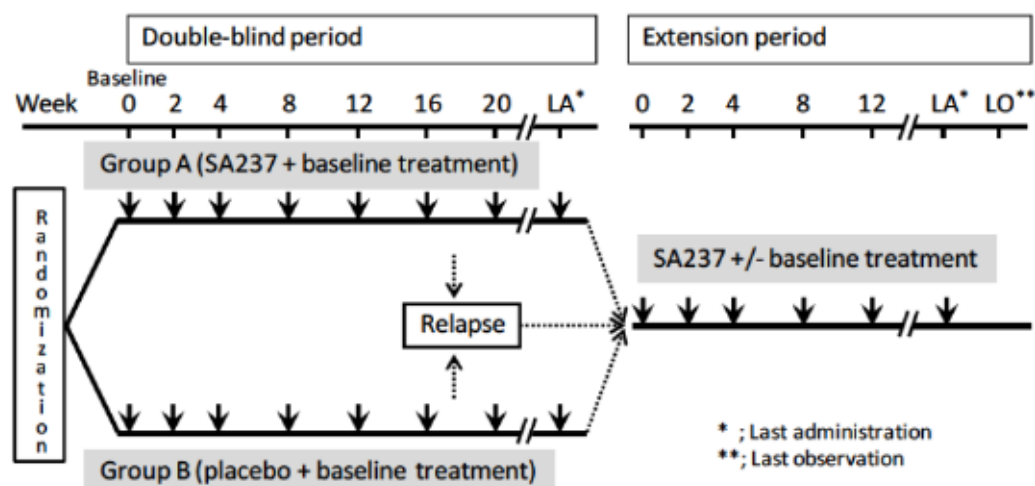 Double-blind period
Extension period
Baseline
Week 0 2 4 8 12 16 20 LA*
0 2 4 8 12 LA* LO**
Group A (SA237 + baseline treatment)
Randomization
SA237 +/- baseline treatment
Relapse
* ; Last administration
**; Last observation
Group B (placebo + baseline treatment)